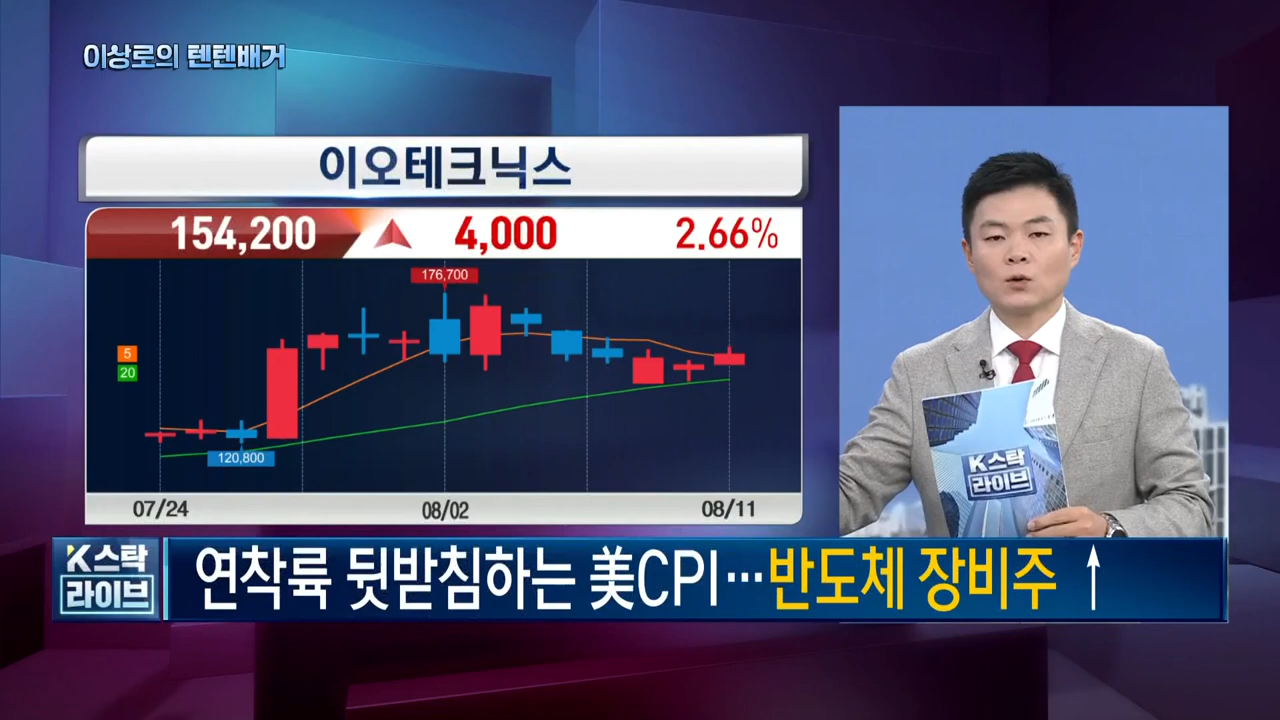 이상로의 텐텐배거
이오테크닉스
154,200 ▲ 4,000 2.66%
176,700
5
20
120,800
07/24 08/02 08/11
K스탁
라이브
K스탁
라이브
연착륙 뒷받침하는 美CPI…반도체 장비주 ↑